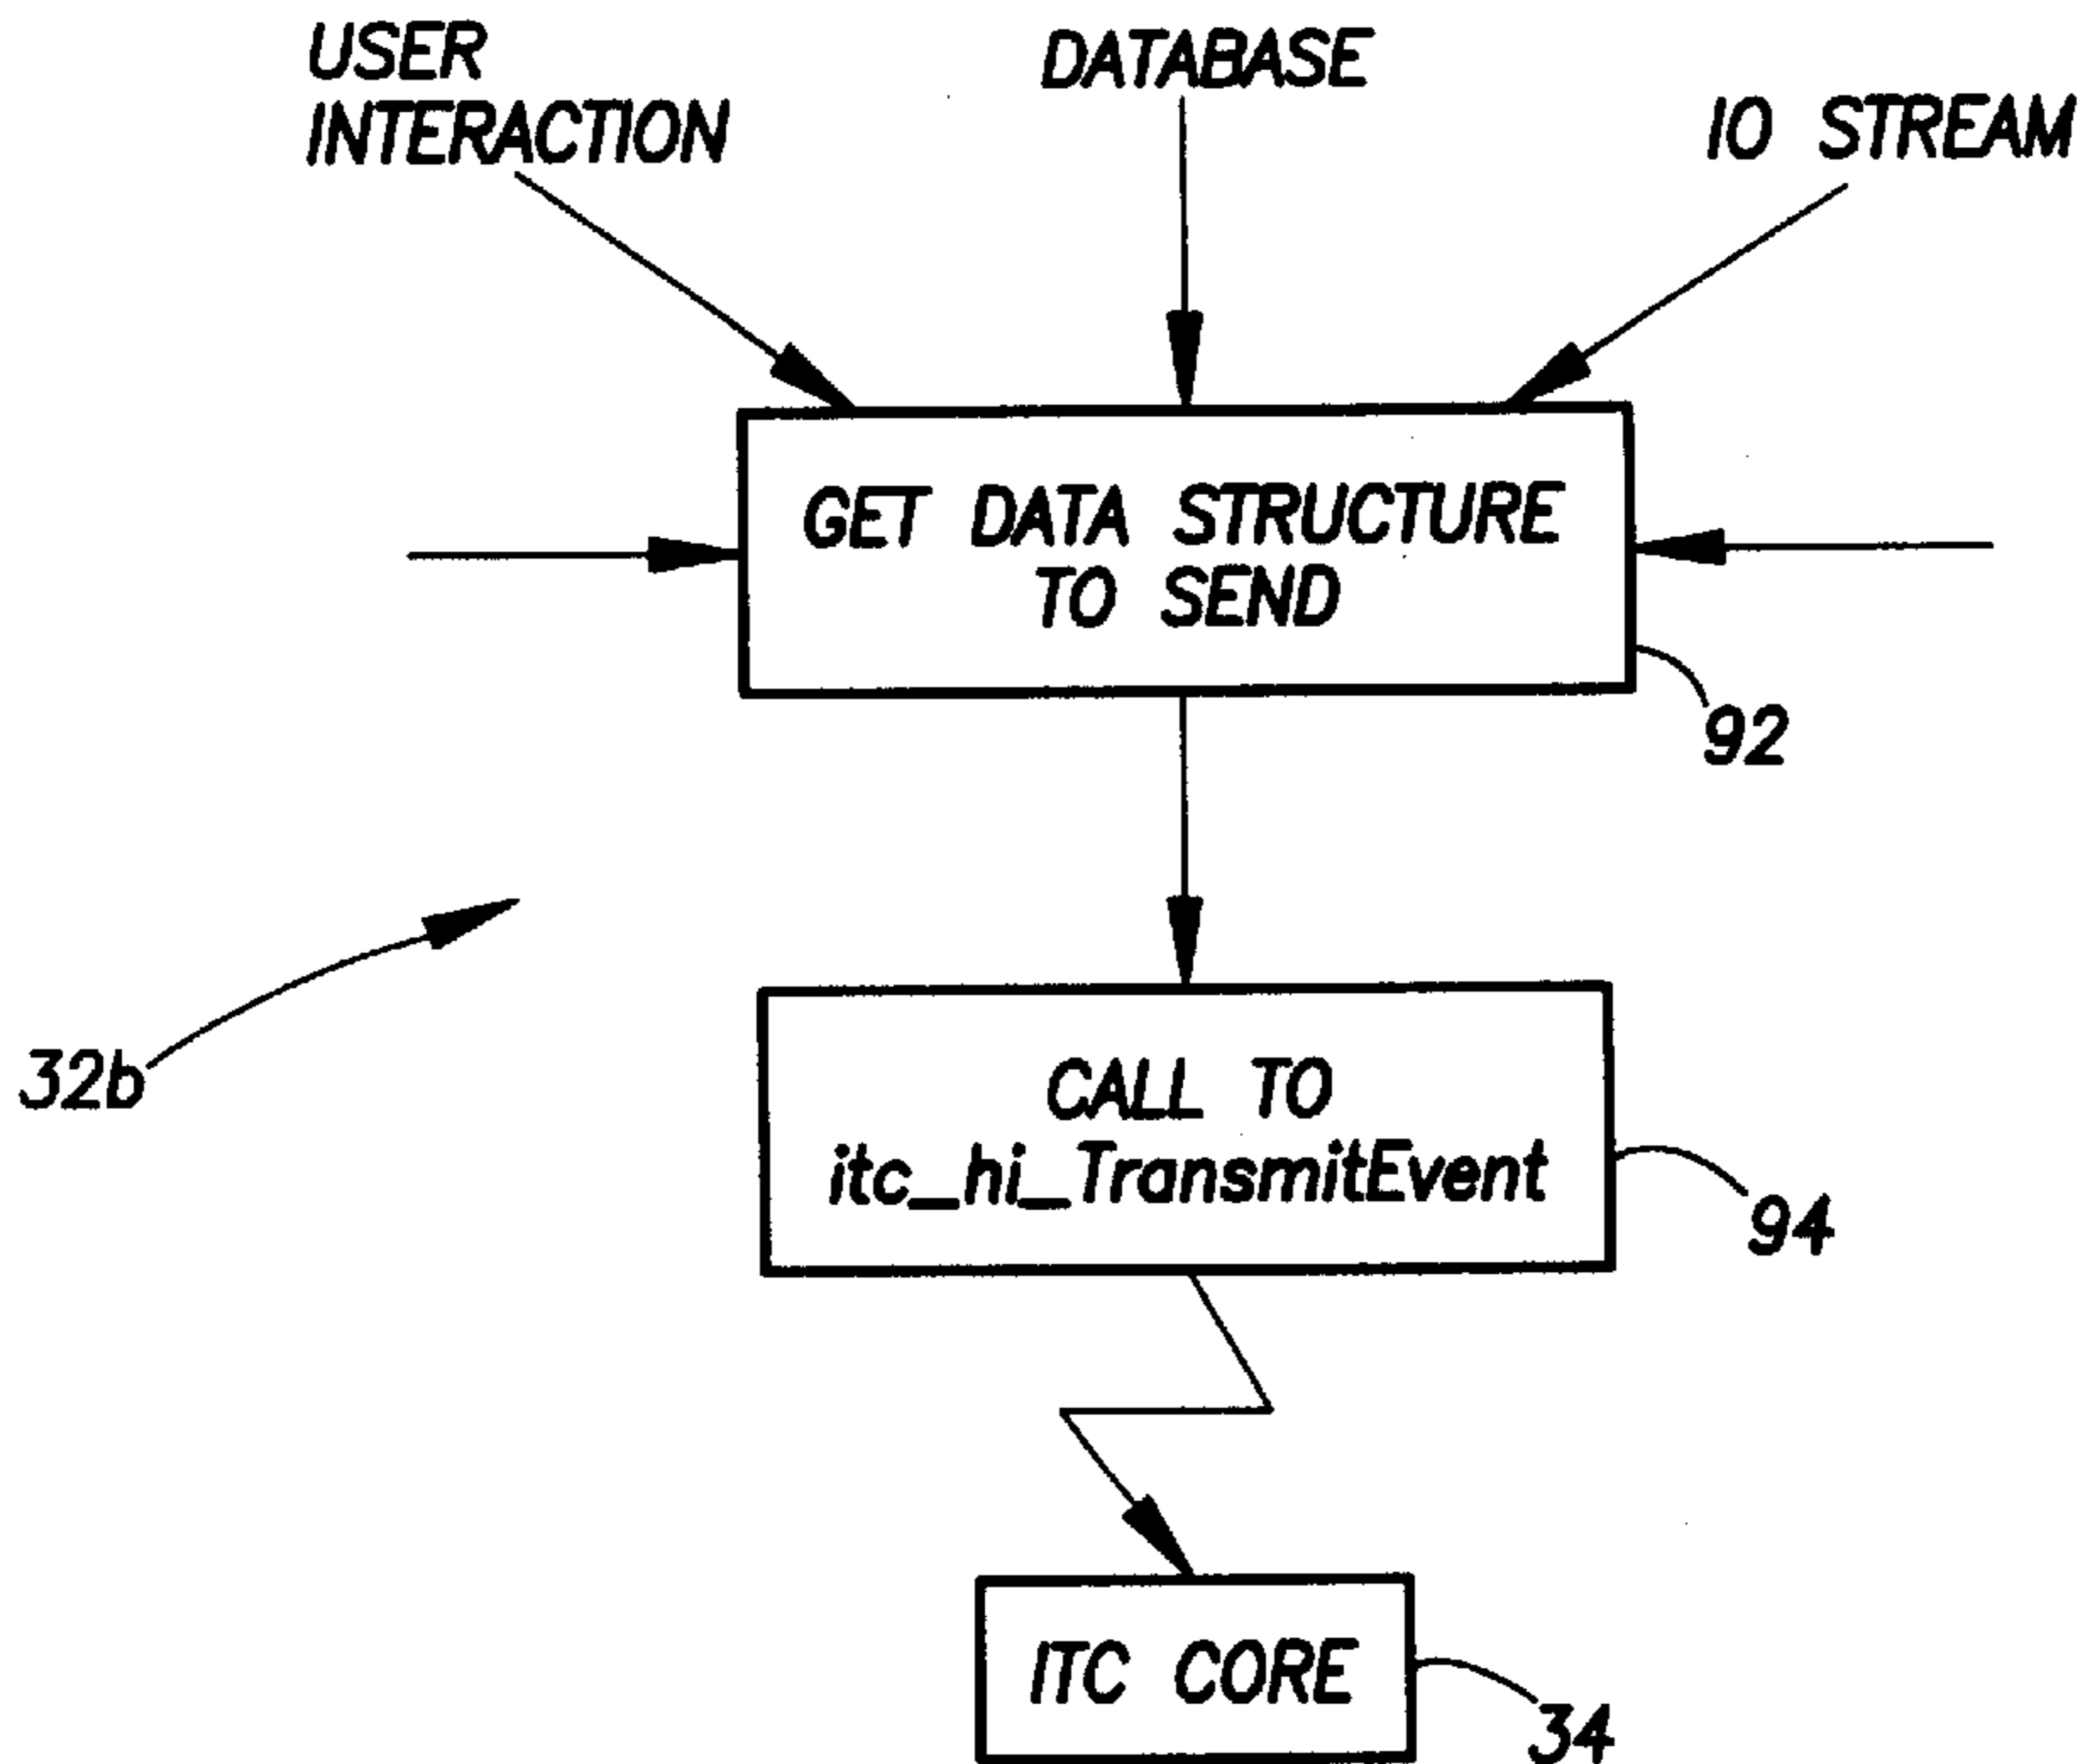 USER
INTERACTION
DATABASE
IO STREAM
GET DATA STRUCTURE
TO SEND
92
32b
CALL TO
itc_hi_TransmitEvent
94
ITC CORE
34